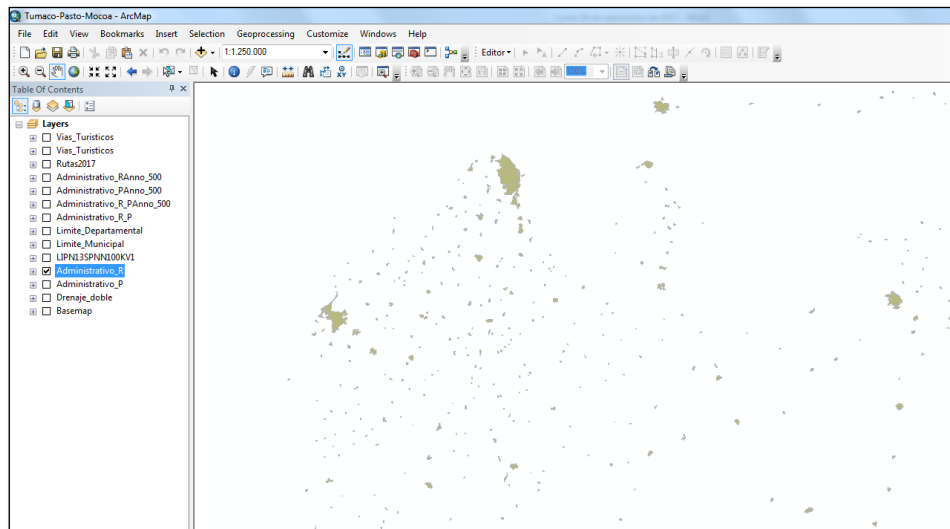 Tumaco-Pasto-Mocoa - ArcMap
File Edit View Bookmarks Insert Selection Geoprocessing Customize Windows Help
1:1.250.000
Editor
100%
Table Of Contents
Layers
Vias_Turisticos
Vias_Turisticos
Rutas2017
Administrativo_RAnno_500
Administrativo_PAnno_500
Administrativo_R_PAnno_500
Administrativo_R_P
Limite_Departamental
Limite_Municipal
LIPN13SPNN100KV1
Administrativo_R
Administrativo_P
Drenaje_doble
Basemap